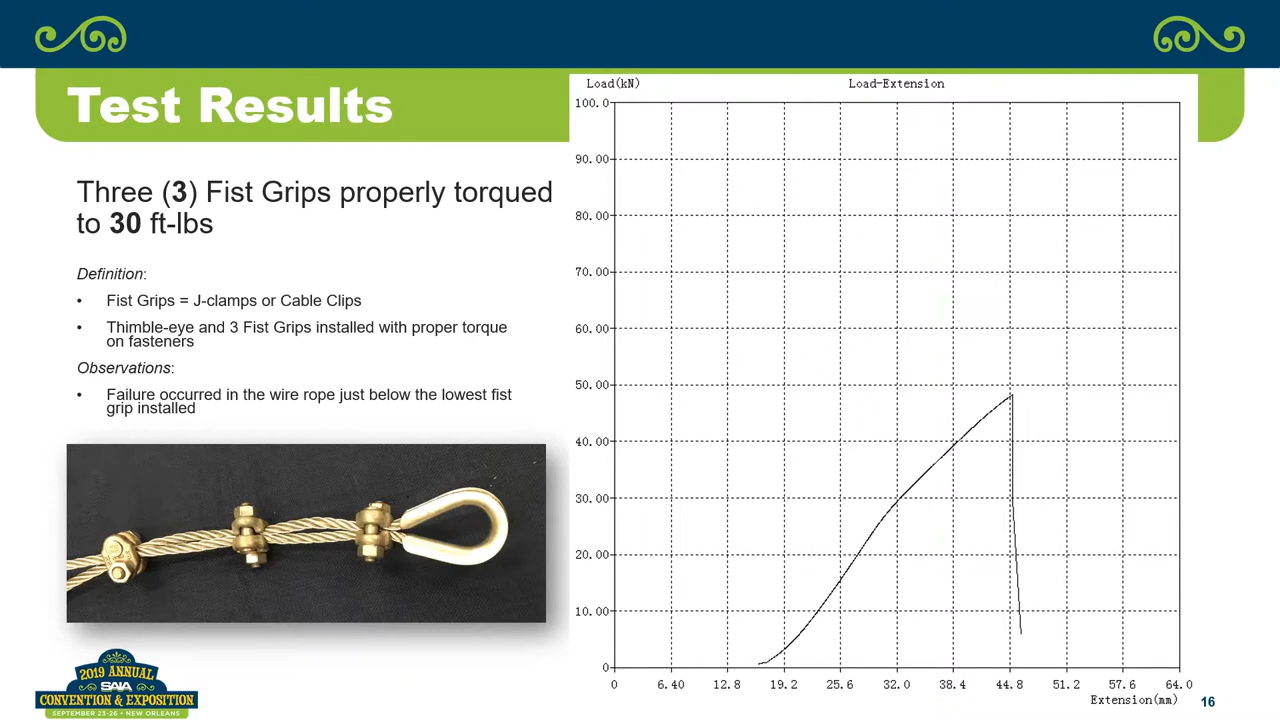 Test Results
Three (3) Fist Grips properly torqued
to 30 ft-lbs
Definition:
• Fist Grips = J-clamps or Cable Clips
• Thimble-eye and 3 Fist Grips installed with proper torque
on fasteners
Observations:
• Failure occurred in the wire rope just below the lowest fist
grip installed
Load(kN)
Load-Extension
100.0
90.00
80.00
70.00
60.00
50.00
40.00
30.00
20.00
10.00
0
0 6.40 12.8 19.2 25.6 32.0 38.4 44.8 51.2 57.6 64.0
Extension(mm)
2019 ANNUAL
SAIA
CONVENTION & EXPOSITION
SEPTEMBER 23-26 • NEW ORLEANS
16